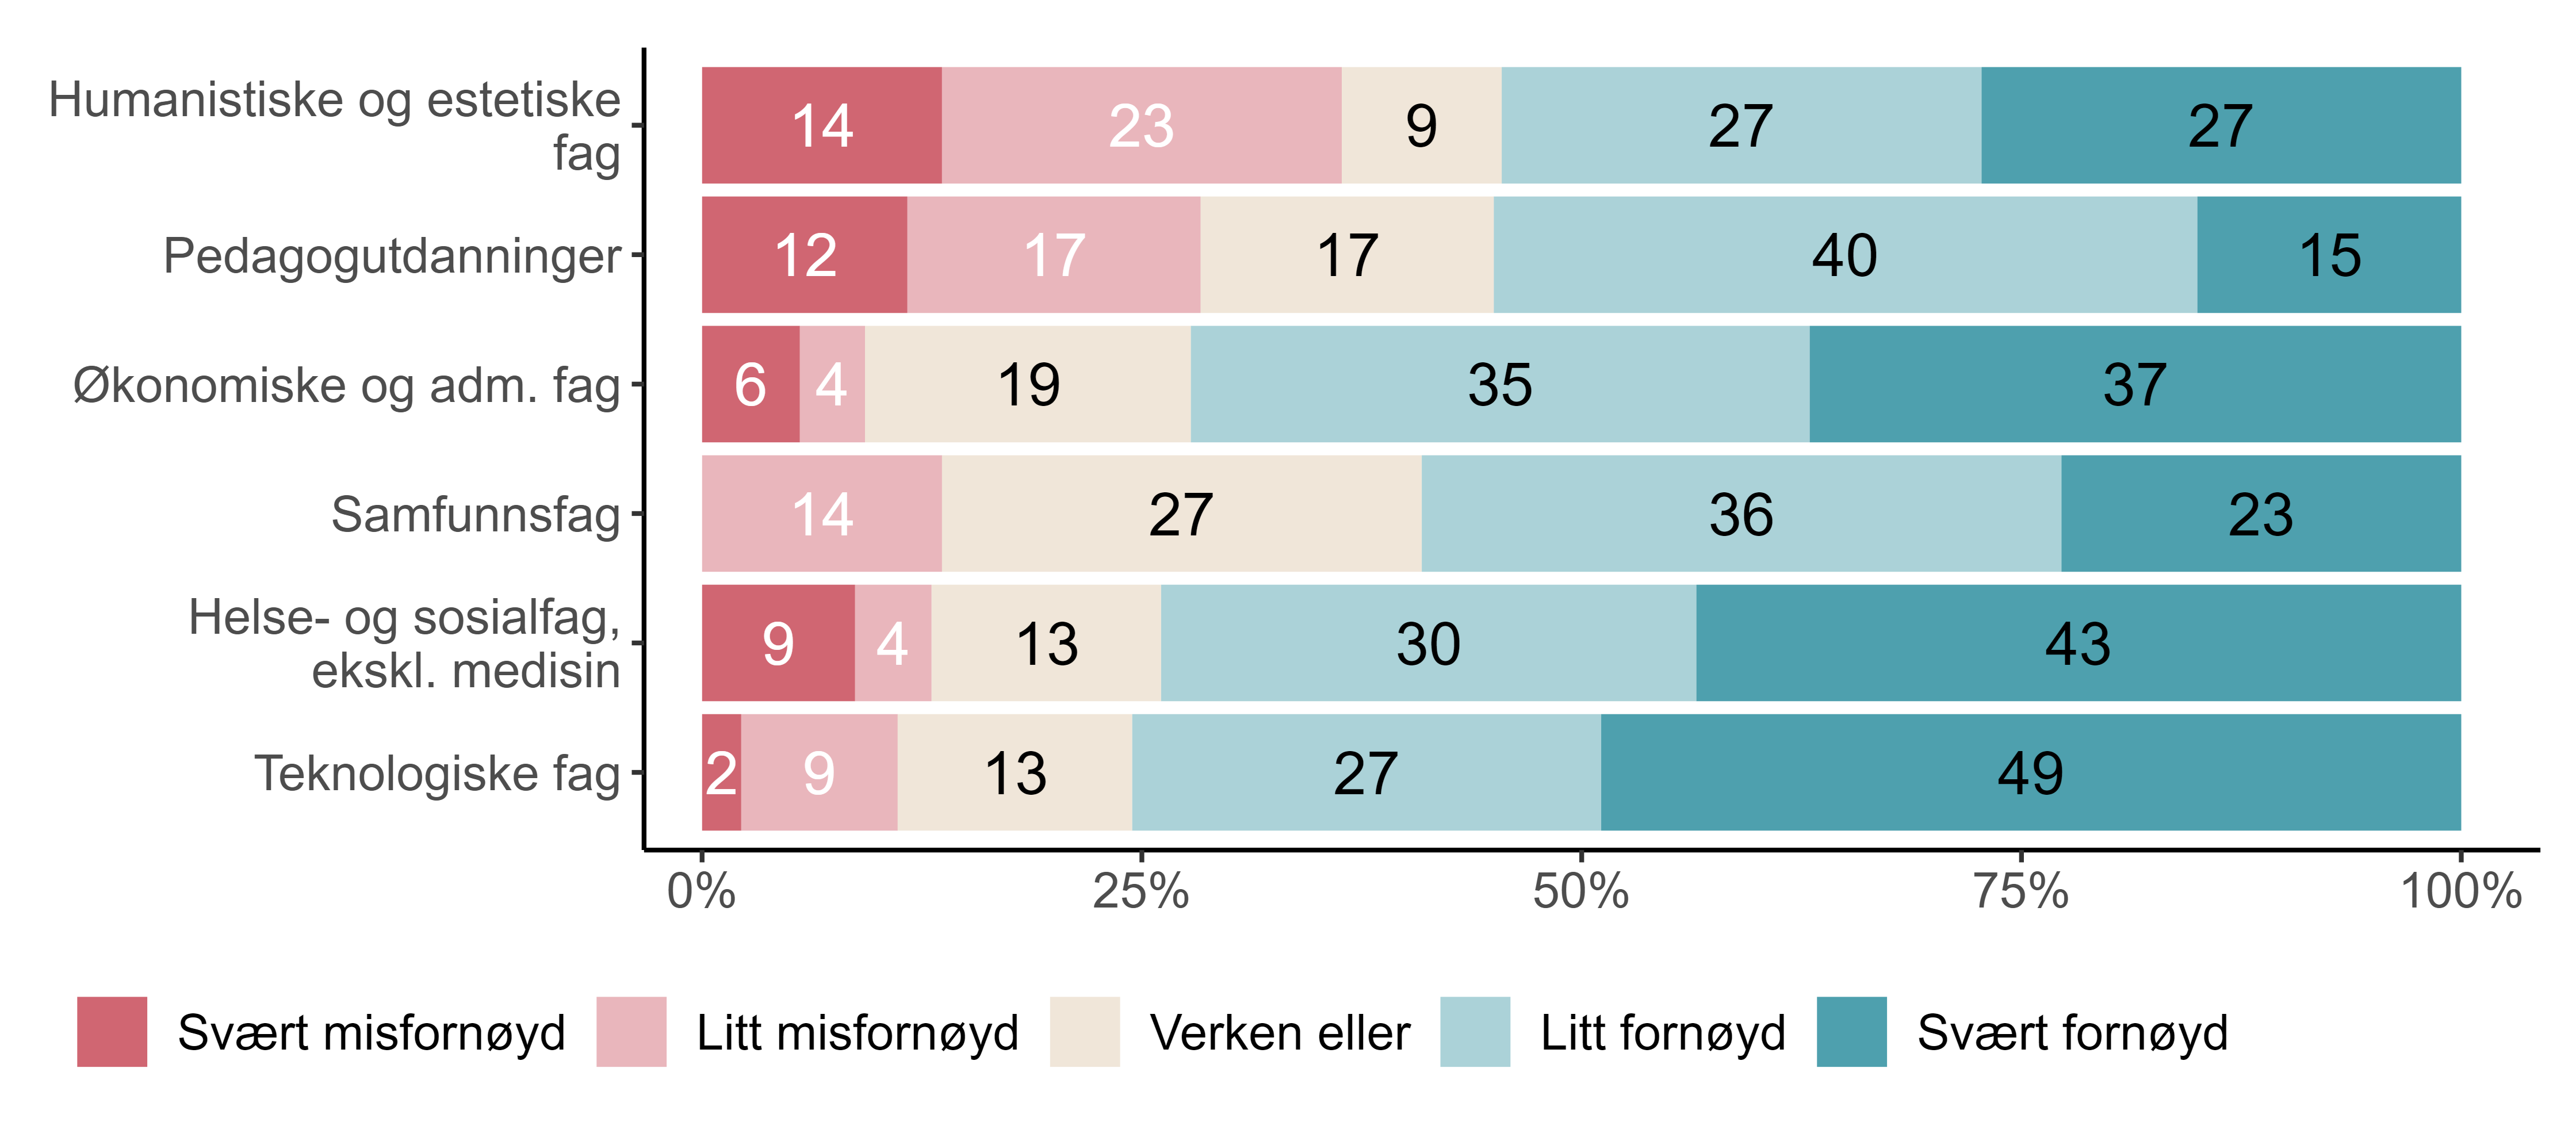 Humanistiske og estetiske
fag
14 23 9 27 27
Pedagogutdanninger
12 17 17 40 15
Økonomiske og adm. fag
6 4 19 35 37
Samfunnsfag
14 27 36 23
Helse- og sosialfag,
ekskl. medisin
9 4 13 30 43
Teknologiske fag
2 9 13 27 49
0% 25% 50% 75% 100%
Svært misfornøyd Litt misfornøyd Verken eller Litt fornøyd Svært fornøyd